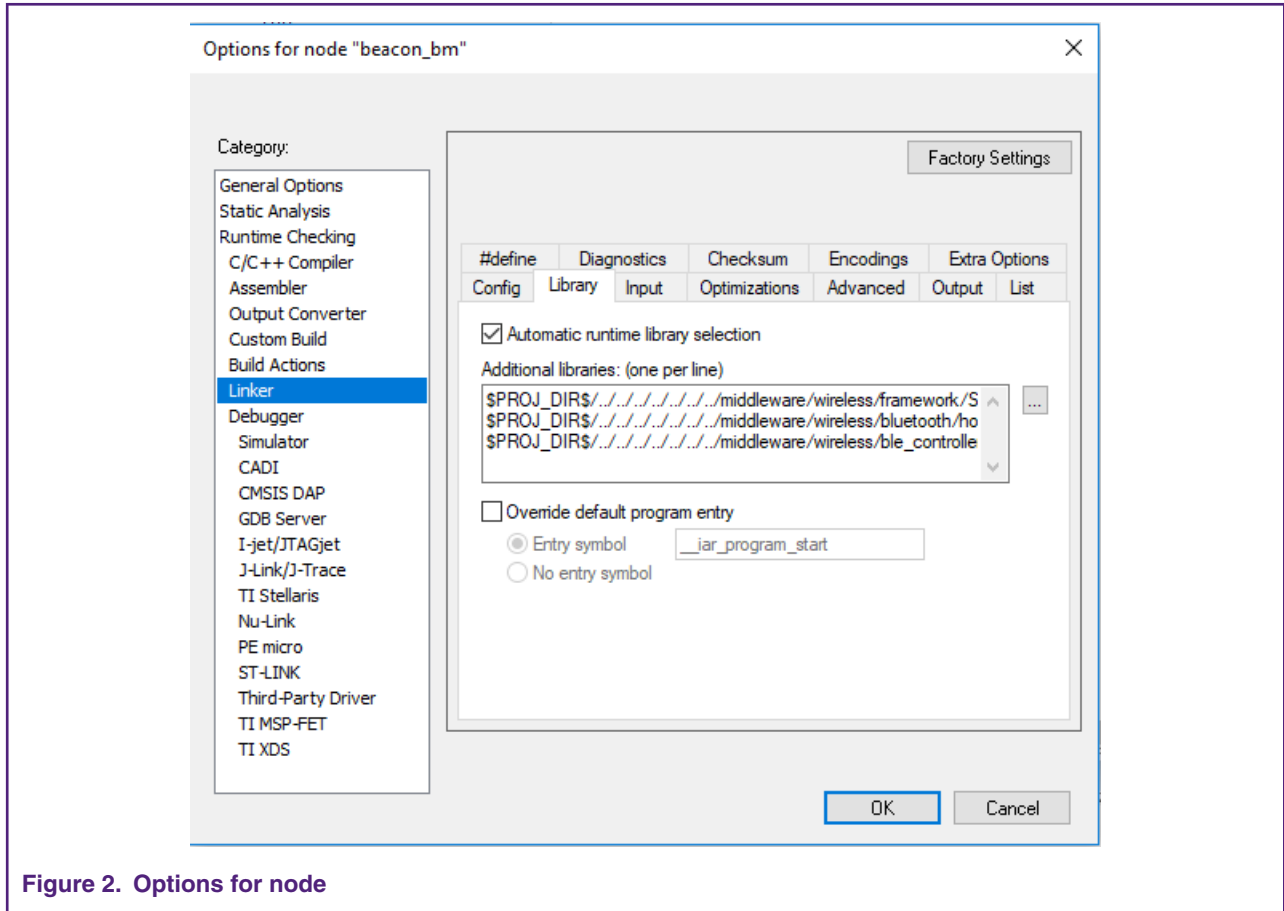 Options for node "beacon_bm"
Category:
General Options
Static Analysis
Runtime Checking
C/C++ Compiler
Assembler
Output Converter
Custom Build
Build Actions
Linker
Debugger
Simulator
CADI
CMSIS DAP
GDB Server
I-jet/JTAGjet
J-Link/J-Trace
TI Stellaris
Nu-Link
PE micro
ST-LINK
Third-Party Driver
TI MSP-FET
TI XDS
Factory Settings
#define Diagnostics Checksum Encodings Extra Options
Config Library Input Optimizations Advanced Output List
Automatic runtime library selection
Additional libraries: (one per line)
$PROJ_DIR$/../../../../../../../middleware/wireless/framework/S
$PROJ_DIR$/../../../../../../../middleware/wireless/bluetooth/ho
$PROJ_DIR$/../../../../../../../middleware/wireless/ble_controlle
...
Override default program entry
Entry symbol __iar_program_start
No entry symbol
OK Cancel
Figure 2. Options for node